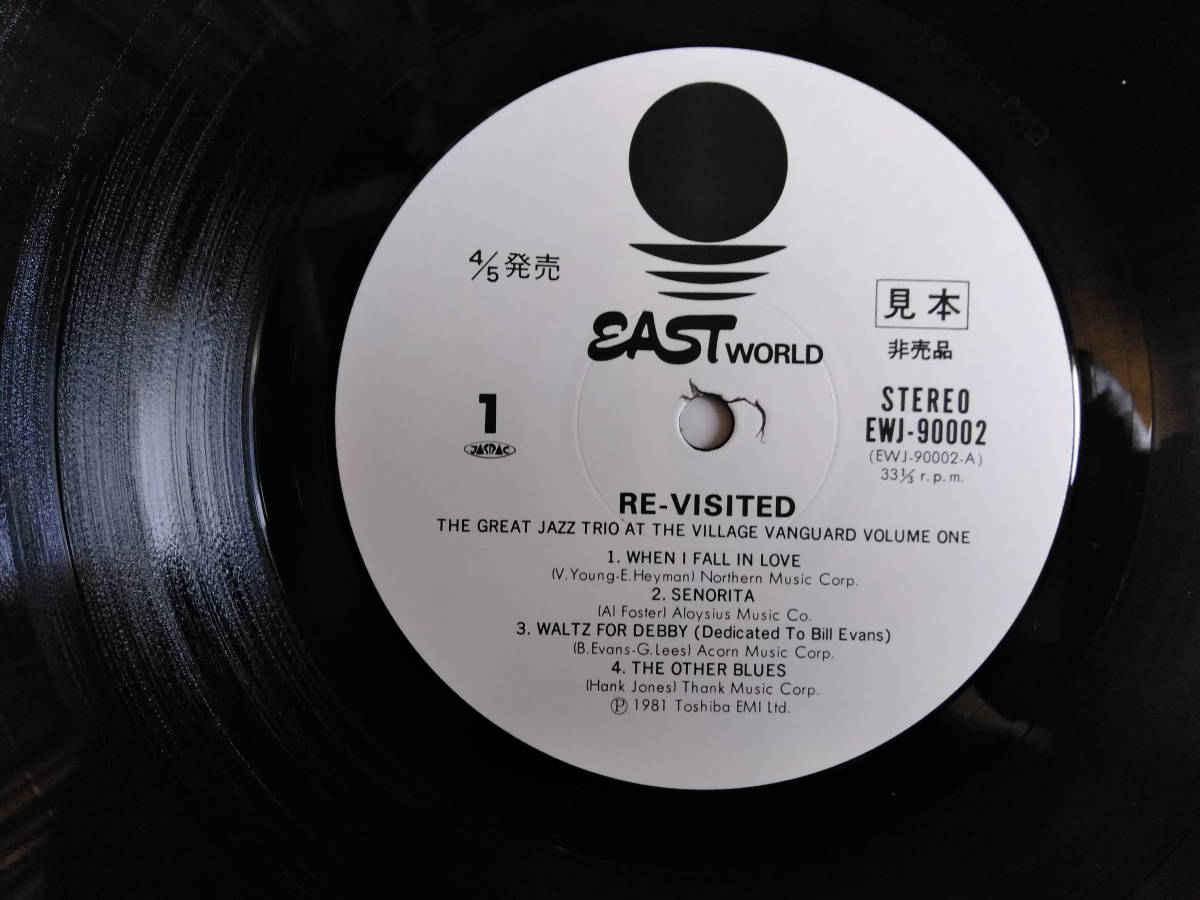 4/5発売
EAST WORLD
見本
非売品
STEREO
EWJ-90002
(EWJ-90002-A)
33⅓ r.p.m.
1
JASRAC
RE-VISITED
THE GREAT JAZZ TRIO AT THE VILLAGE VANGUARD VOLUME ONE
1. WHEN I FALL IN LOVE
(V.Young-E.Heyman) Northern Music Corp.
2. SENORITA
(Al Foster) Aloysius Music Co.
3. WALTZ FOR DEBBY (Dedicated To Bill Evans)
(B.Evans-G.Lees) Acorn Music Corp.
4. THE OTHER BLUES
(Hank Jones) Thank Music Corp.
Ⓟ 1981 Toshiba EMI Ltd.